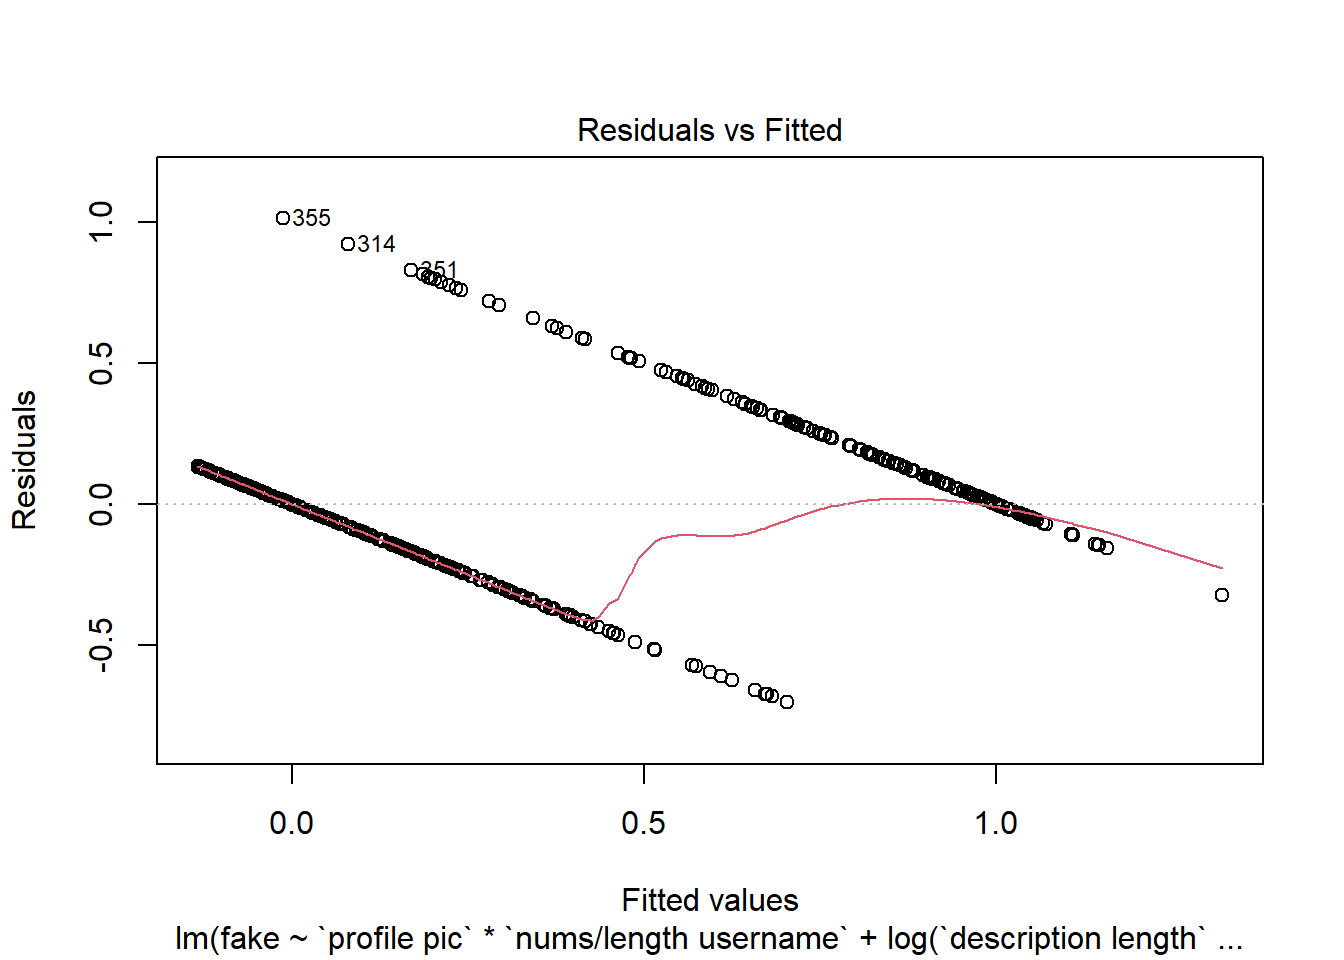 Residuals vs Fitted
Residuals
1.0
0.5
0.0
-0.5
355
314
351
0.0 0.5 1.0
Fitted values
lm(fake ~ `profile pic` * `nums/length username` + log(`description length` ...